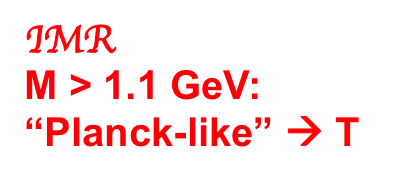 IMR
M > 1.1 GeV:
“Planck-like” → T